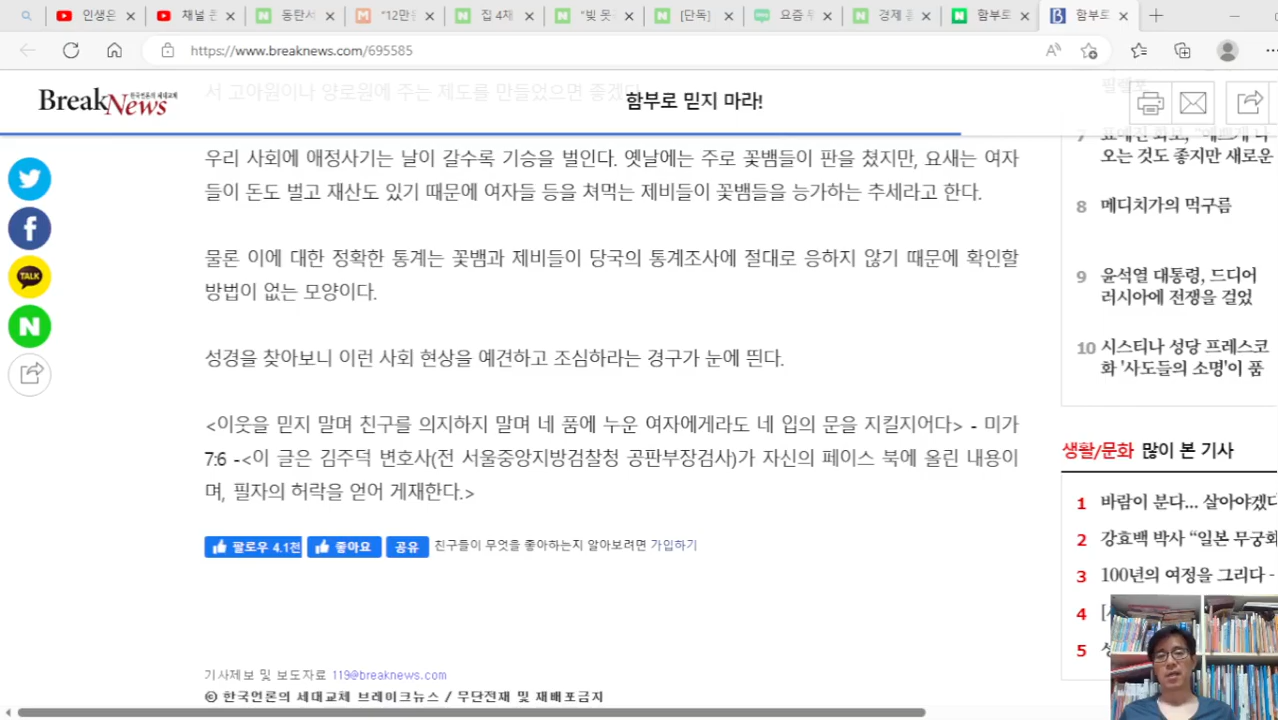 인생은
채널
동탄서
"12만
집 4채
"빚 못
[단독]
요즘
경제
함부로
함부로
https://www.breaknews.com/695585
BreakNews
한국언론의 세대교체
서 고아원이나 양로원에 주는 제도를 만들었으면 좋겠다
함부로 믿지 마라!
우리 사회에 애정사기는 날이 갈수록 기승을 벌인다. 옛날에는 주로 꽃뱀들이 판을 쳤지만, 요새는 여자
들이 돈도 벌고 재산도 있기 때문에 여자들 등을 쳐먹는 제비들이 꽃뱀들을 능가하는 추세라고 한다.
물론 이에 대한 정확한 통계는 꽃뱀과 제비들이 당국의 통계조사에 절대로 응하지 않기 때문에 확인할
방법이 없는 모양이다.
성경을 찾아보니 이런 사회 현상을 예견하고 조심하라는 경구가 눈에 띈다.
<이웃을 믿지 말며 친구를 의지하지 말며 네 품에 누운 여자에게라도 네 입의 문을 지킬지어다> - 미가
7:6 -<이 글은 김주덕 변호사(전 서울중앙지방검찰청 공판부장검사)가 자신의 페이스 북에 올린 내용이
며, 필자의 허락을 얻어 게재한다.>
팔로우 4.1천 좋아요 공유 친구들이 무엇을 좋아하는지 알아보려면 가입하기
기사제보 및 보도자료 119@breaknews.com
ⓒ 한국언론의 세대교체 브레이크뉴스 / 무단전재 및 재배포금지
TALK
N
7
오는 것도 좋지만 새로운
8 메디치가의 먹구름
9 윤석열 대통령, 드디어
러시아에 전쟁을 걸었
10 시스티나 성당 프레스코
화 '사도들의 소명'이 품
생활/문화 많이 본 기사
1 바람이 분다... 살아야겠다
2 강효백 박사 “일본 무궁화
3 100년의 여정을 그리다 -
4
5